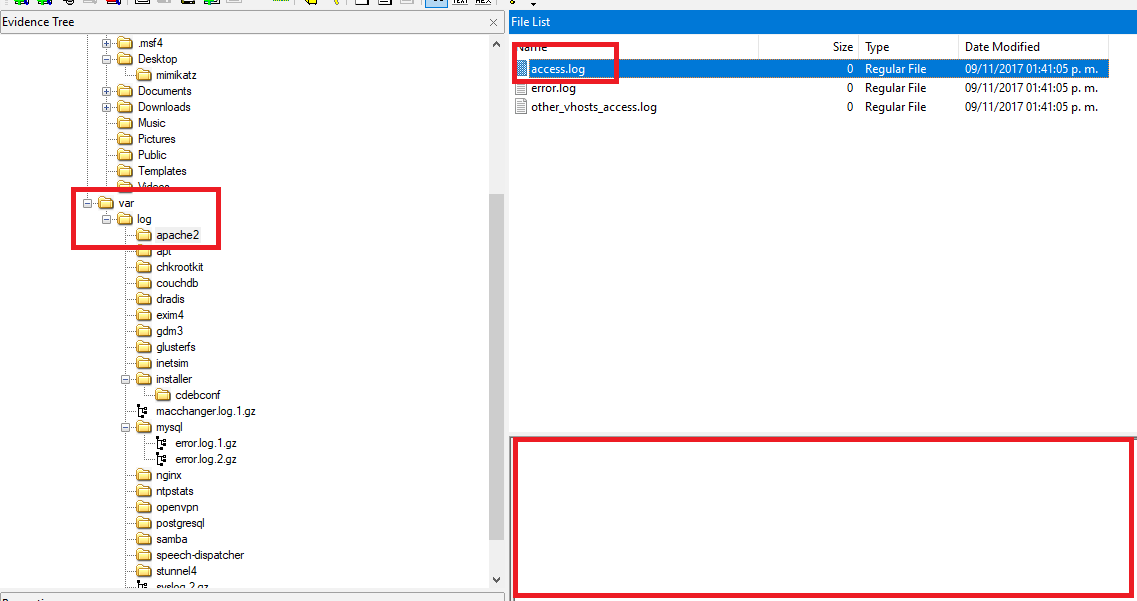 Evidence Tree
.msf4
Desktop
mimikatz
Documents
Downloads
Music
Pictures
Public
Templates
Videos
var
log
apache2
apt
chkrootkit
couchdb
dradis
exim4
gdm3
glusterfs
inetsim
installer
cdebconf
macchanger.log.1.gz
mysql
error.log.1.gz
error.log.2.gz
nginx
ntpstats
openvpn
postgresql
samba
speech-dispatcher
stunnel4
syslog.2.gz
File List
Name Size Type Date Modified
access.log 0 Regular File 09/11/2017 01:41:05 p. m.
error.log 0 Regular File 09/11/2017 01:41:05 p. m.
other_vhosts_access.log 0 Regular File 09/11/2017 01:41:05 p. m.